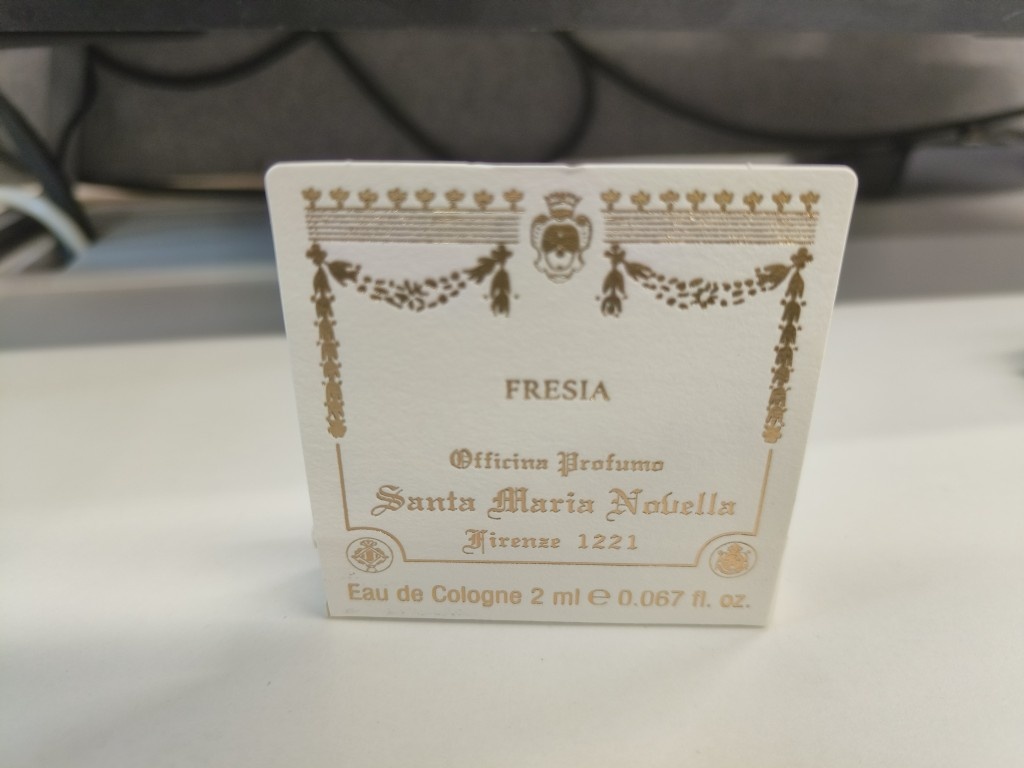 FRESIA
Officina Profumo
Santa Maria Novella
Firenze 1221
Eau de Cologne 2 ml ℮ 0.067 fl. oz.